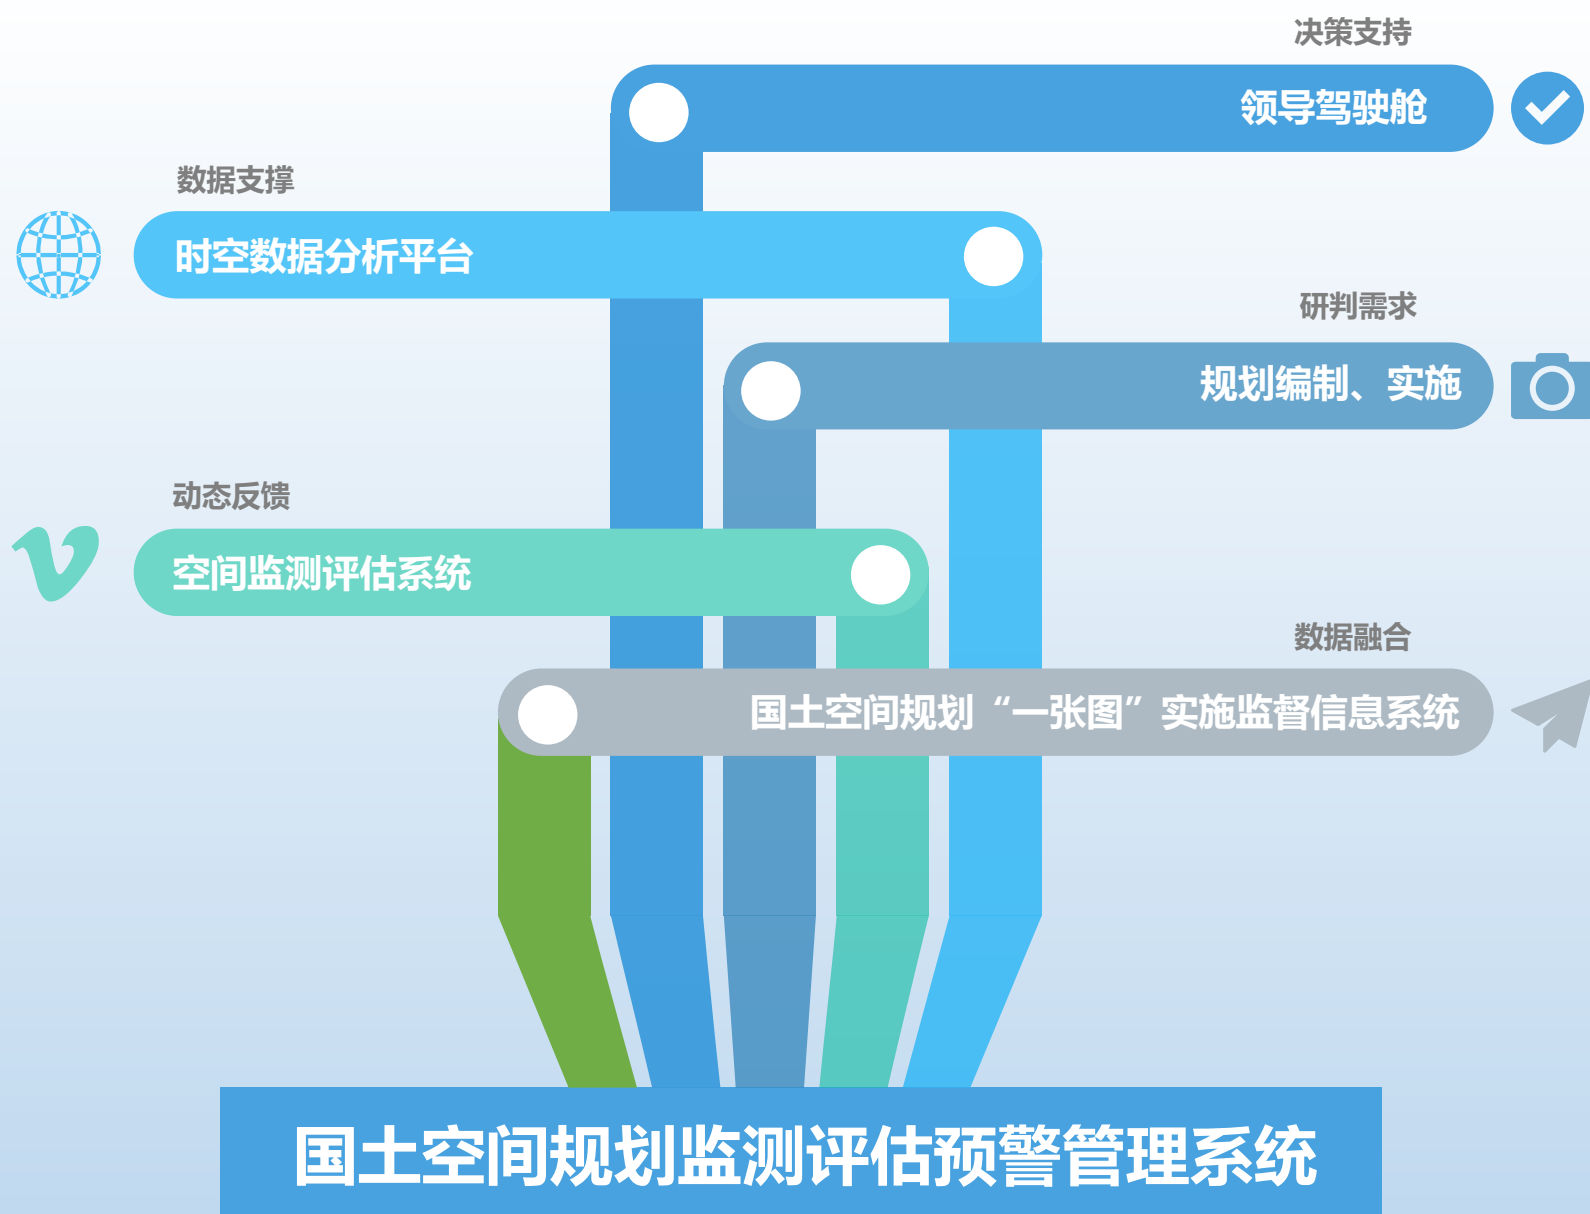 决策支持
领导驾驶舱
数据支撑
时空数据分析平台
研判需求
规划编制、实施
动态反馈
空间监测评估系统
数据融合
国土空间规划“一张图”实施监督信息系统
国土空间规划监测评估预警管理系统